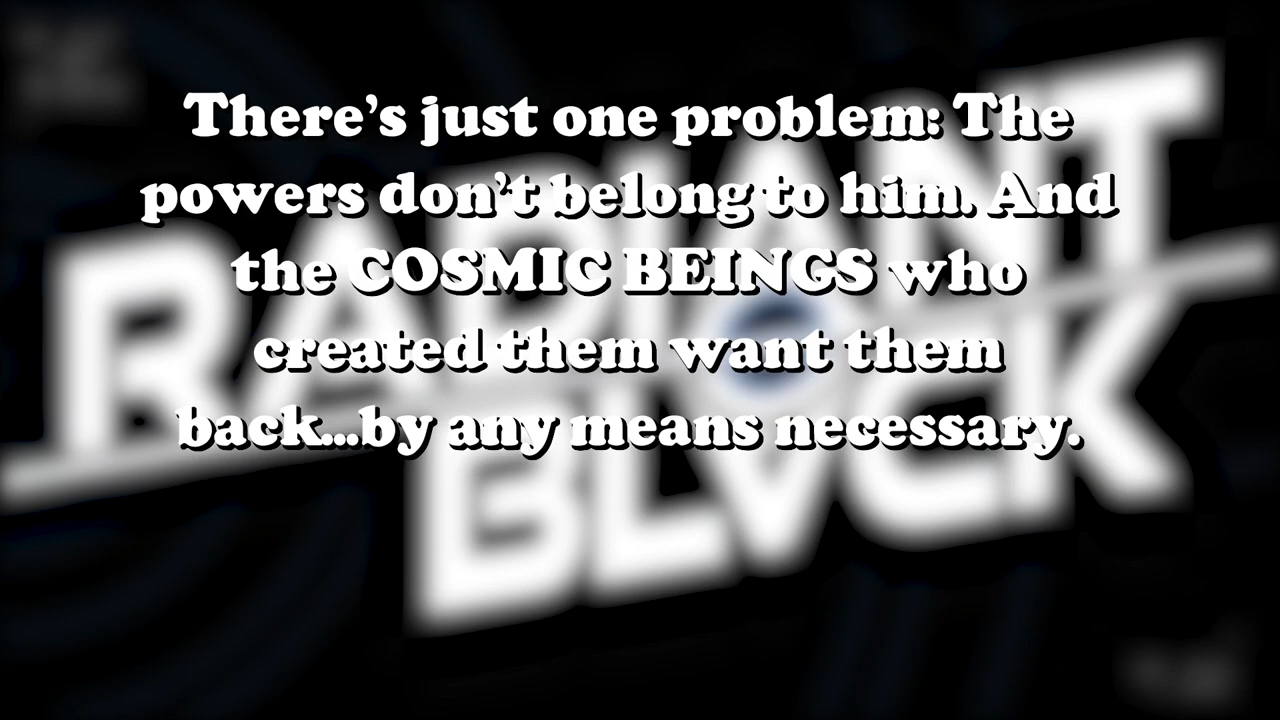 There’s just one problem: The
powers don’t belong to him. And
the COSMIC BEINGS who
created them want them
back...by any means necessary.
RADIANT
BLVCK